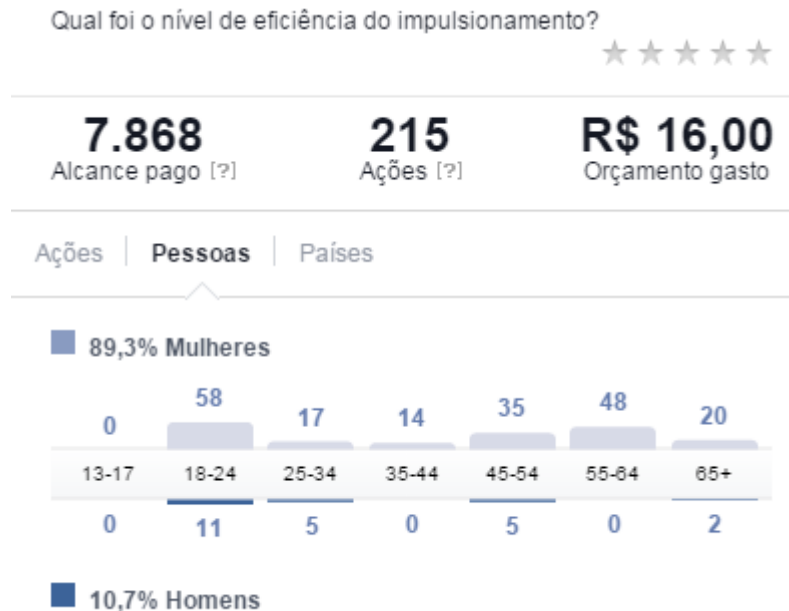 Qual foi o nível de eficiência do impulsionamento?
7.868 215 R$ 16,00
Alcance pago [?] Ações [?] Orçamento gasto
Ações Pessoas Países
89,3% Mulheres
0 58 17 14 35 48 20
13-17 18-24 25-34 35-44 45-54 55-64 65+
0 11 5 0 5 0 2
10,7% Homens